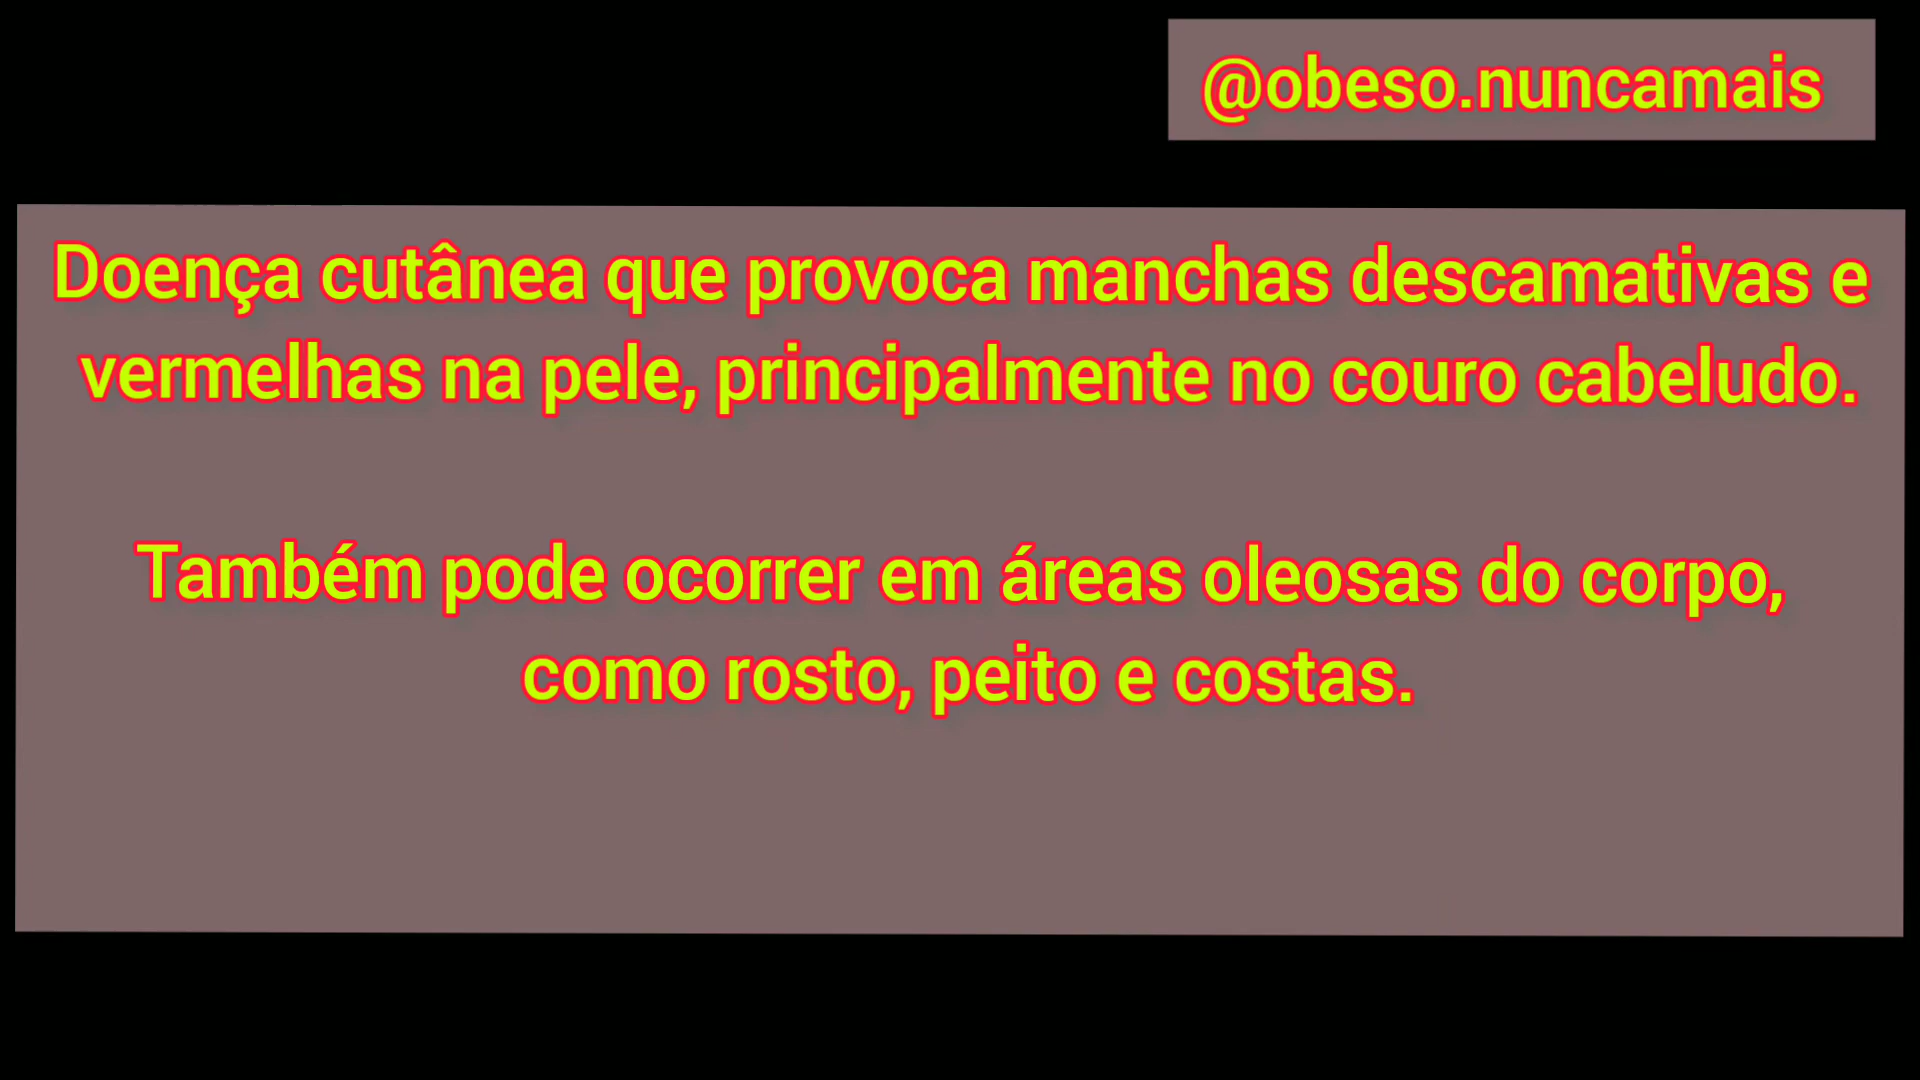 @obeso.nuncamais
Doença cutânea que provoca manchas descamativas e
vermelhas na pele, principalmente no couro cabeludo.
Também pode ocorrer em áreas oleosas do corpo,
como rosto, peito e costas.